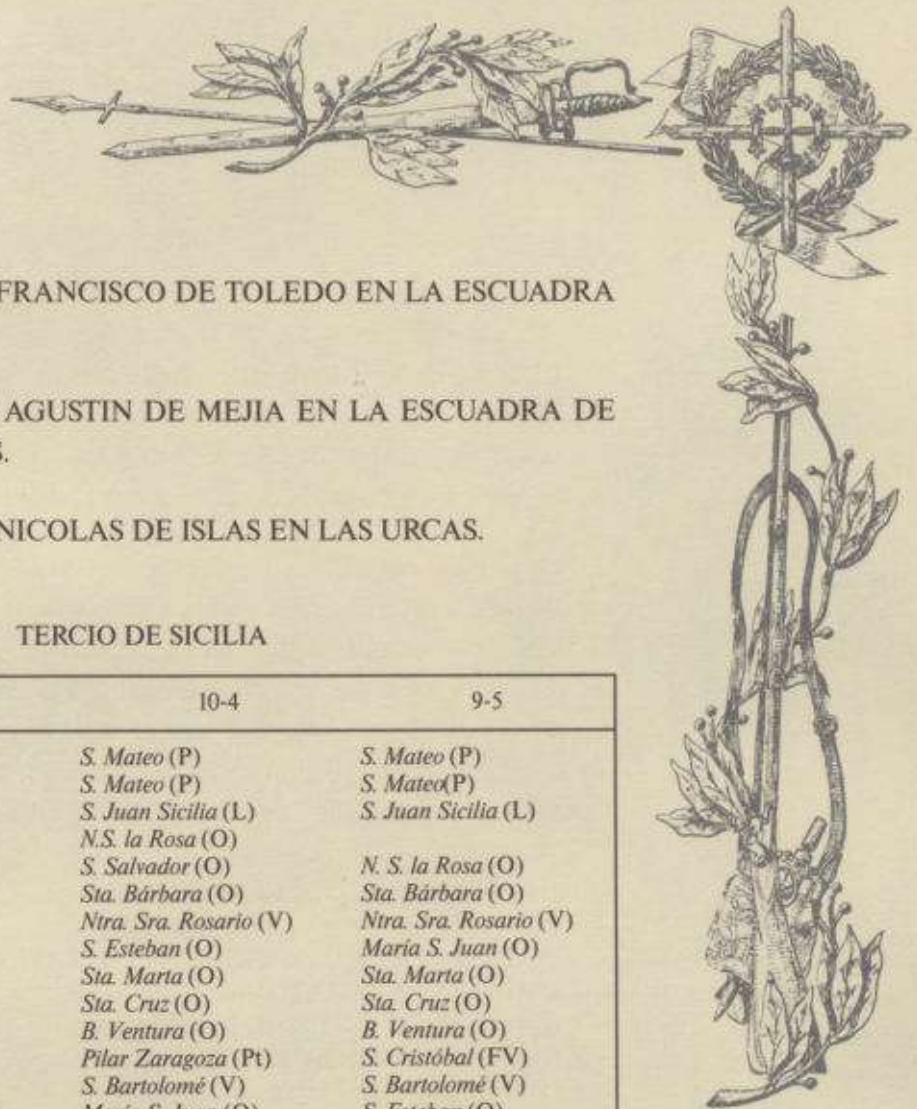 FRANCISCO DE TOLEDO EN LA ESCUADRA
AGUSTIN DE MEJIA EN LA ESCUADRA DE
S.
NICOLAS DE ISLAS EN LAS URCAS.
TERCIO DE SICILIA
10-4 9-5
S. Mateo (P) S. Mateo (P)
S. Mateo (P) S. Mateo(P)
S. Juan Sicilia (L) S. Juan Sicilia (L)
N.S. la Rosa (O)
S. Salvador (O) N. S. la Rosa (O)
Sta. Bárbara (O) Sta. Bárbara (O)
Ntra. Sra. Rosario (V) Ntra. Sra. Rosario (V)
S. Esteban (O) María S. Juan (O)
Sta. Marta (O) Sta. Marta (O)
Sta. Cruz (O) Sta. Cruz (O)
B. Ventura (O) B. Ventura (O)
Pilar Zaragoza (Pt) S. Cristóbal (FV)
S. Bartolomé (V) S. Bartolomé (V)
María S. Juan (O) S. Esteban (O)